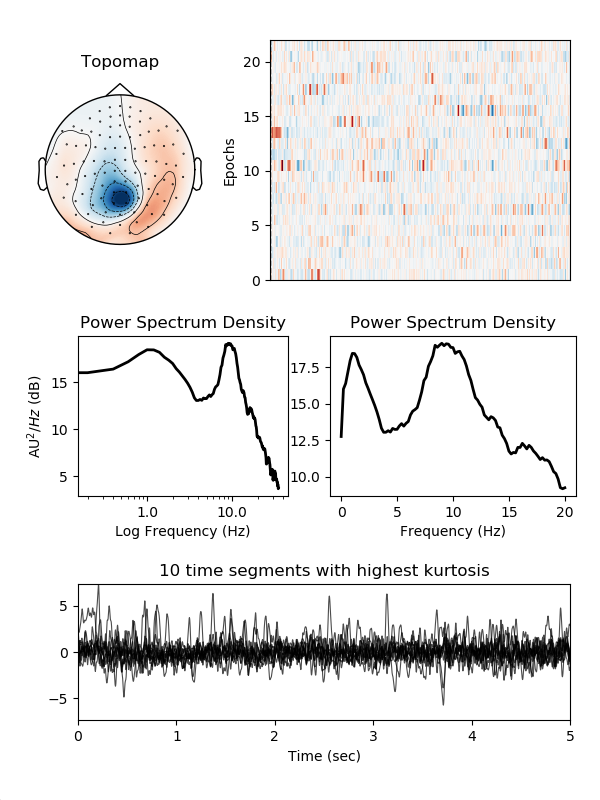 Topomap
Epochs
20
15
10
5
0
Power Spectrum Density
AU²/Hz (dB)
15
10
5
1.0 10.0
Log Frequency (Hz)
Power Spectrum Density
17.5
15.0
12.5
10.0
0 5 10 15 20
Frequency (Hz)
10 time segments with highest kurtosis
5
0
−5
0 1 2 3 4 5
Time (sec)